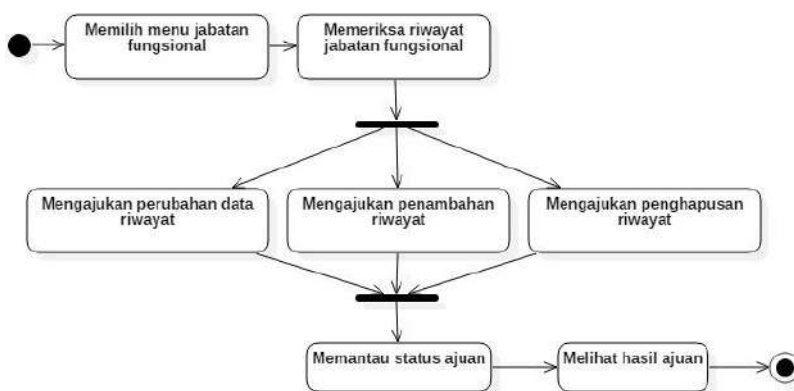 Memilih menu jabatan
fungsional
Memeriksa riwayat
jabatan fungsional
Mengajukan perubahan data
riwayat
Mengajukan penambahan
riwayat
Mengajukan penghapusan
riwayat
Memantau status ajuan
Melihat hasil ajuan